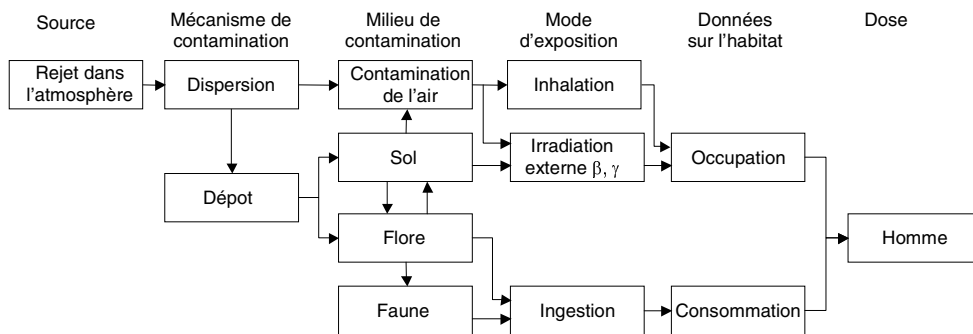 Source
Mécanisme de
contamination
Milieu de
contamination
Mode
d'exposition
Données
sur l'habitat
Dose
Rejet dans
l'atmosphère
Dispersion
Contamination
de l'air
Inhalation
Sol
Irradiation
externe β, γ
Occupation
Dépot
Flore
Homme
Faune
Ingestion
Consommation